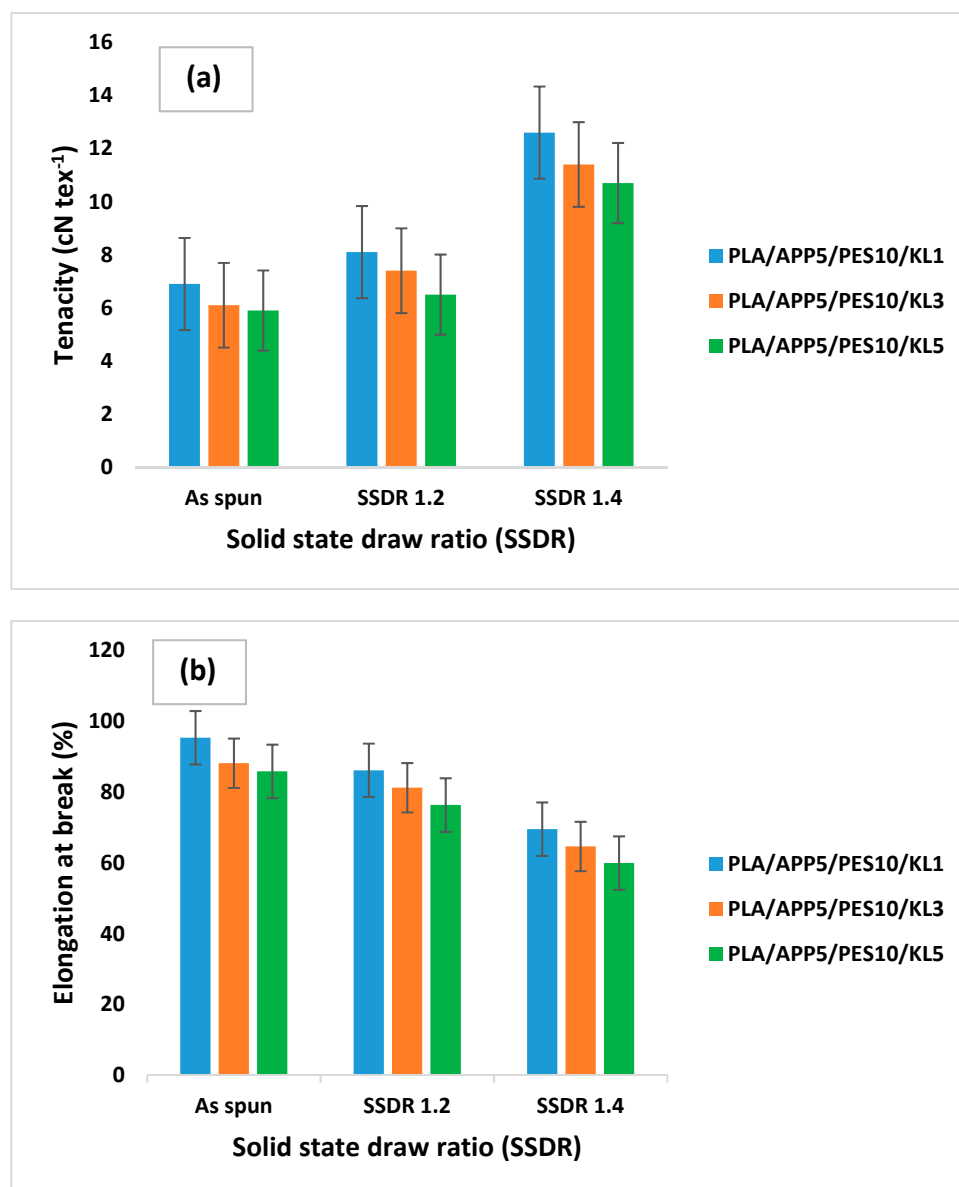 (a)
Tenacity (cN tex-1)
16
14
12
10
8
6
4
2
0
As spun
SSDR 1.2
SSDR 1.4
Solid state draw ratio (SSDR)
PLA/APP5/PES10/KL1
PLA/APP5/PES10/KL3
PLA/APP5/PES10/KL5
(b)
Elongation at break (%)
120
100
80
60
40
20
0
As spun
SSDR 1.2
SSDR 1.4
Solid state draw ratio (SSDR)
PLA/APP5/PES10/KL1
PLA/APP5/PES10/KL3
PLA/APP5/PES10/KL5